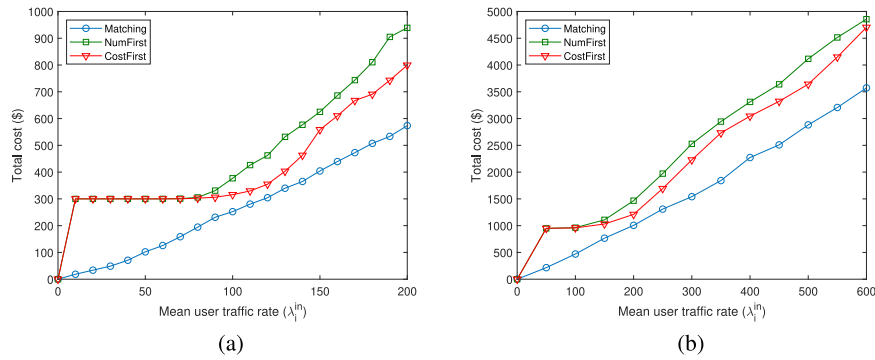 1000
900
800
700
600
500
400
300
200
100
0
Total cost ($)
Matching
NumFirst
CostFirst
0 50 100 150 200
Mean user traffic rate (λ_i^in)
(a)
5000
4500
4000
3500
3000
2500
2000
1500
1000
500
0
Total cost ($)
Matching
NumFirst
CostFirst
0 100 200 300 400 500 600
Mean user traffic rate (λ_i^in)
(b)